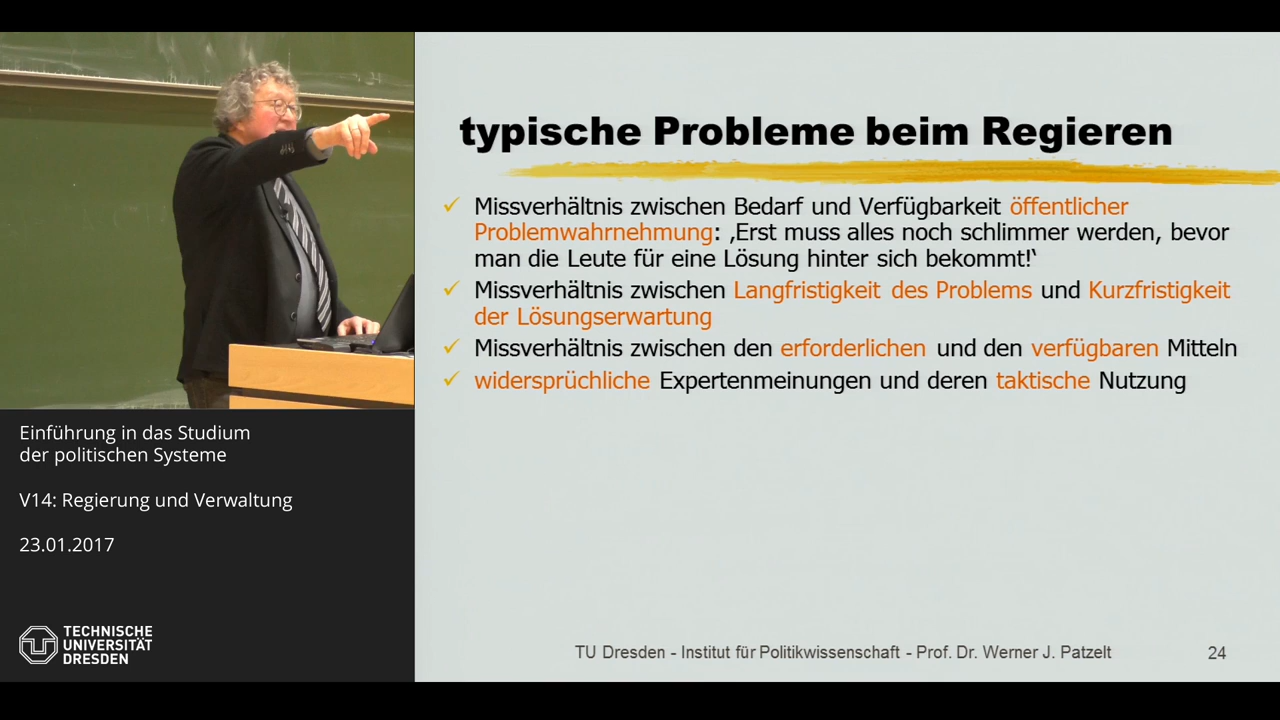 typische Probleme beim Regieren
✓ Missverhältnis zwischen Bedarf und Verfügbarkeit öffentlicher
Problemwahrnehmung: ‚Erst muss alles noch schlimmer werden, bevor
man die Leute für eine Lösung hinter sich bekommt!‘
✓ Missverhältnis zwischen Langfristigkeit des Problems und Kurzfristigkeit
der Lösungserwartung
✓ Missverhältnis zwischen den erforderlichen und den verfügbaren Mitteln
✓ widersprüchliche Expertenmeinungen und deren taktische Nutzung
Einführung in das Studium
der politischen Systeme
V14: Regierung und Verwaltung
23.01.2017
TECHNISCHE
UNIVERSITÄT
DRESDEN
TU Dresden - Institut für Politikwissenschaft - Prof. Dr. Werner J. Patzelt
24